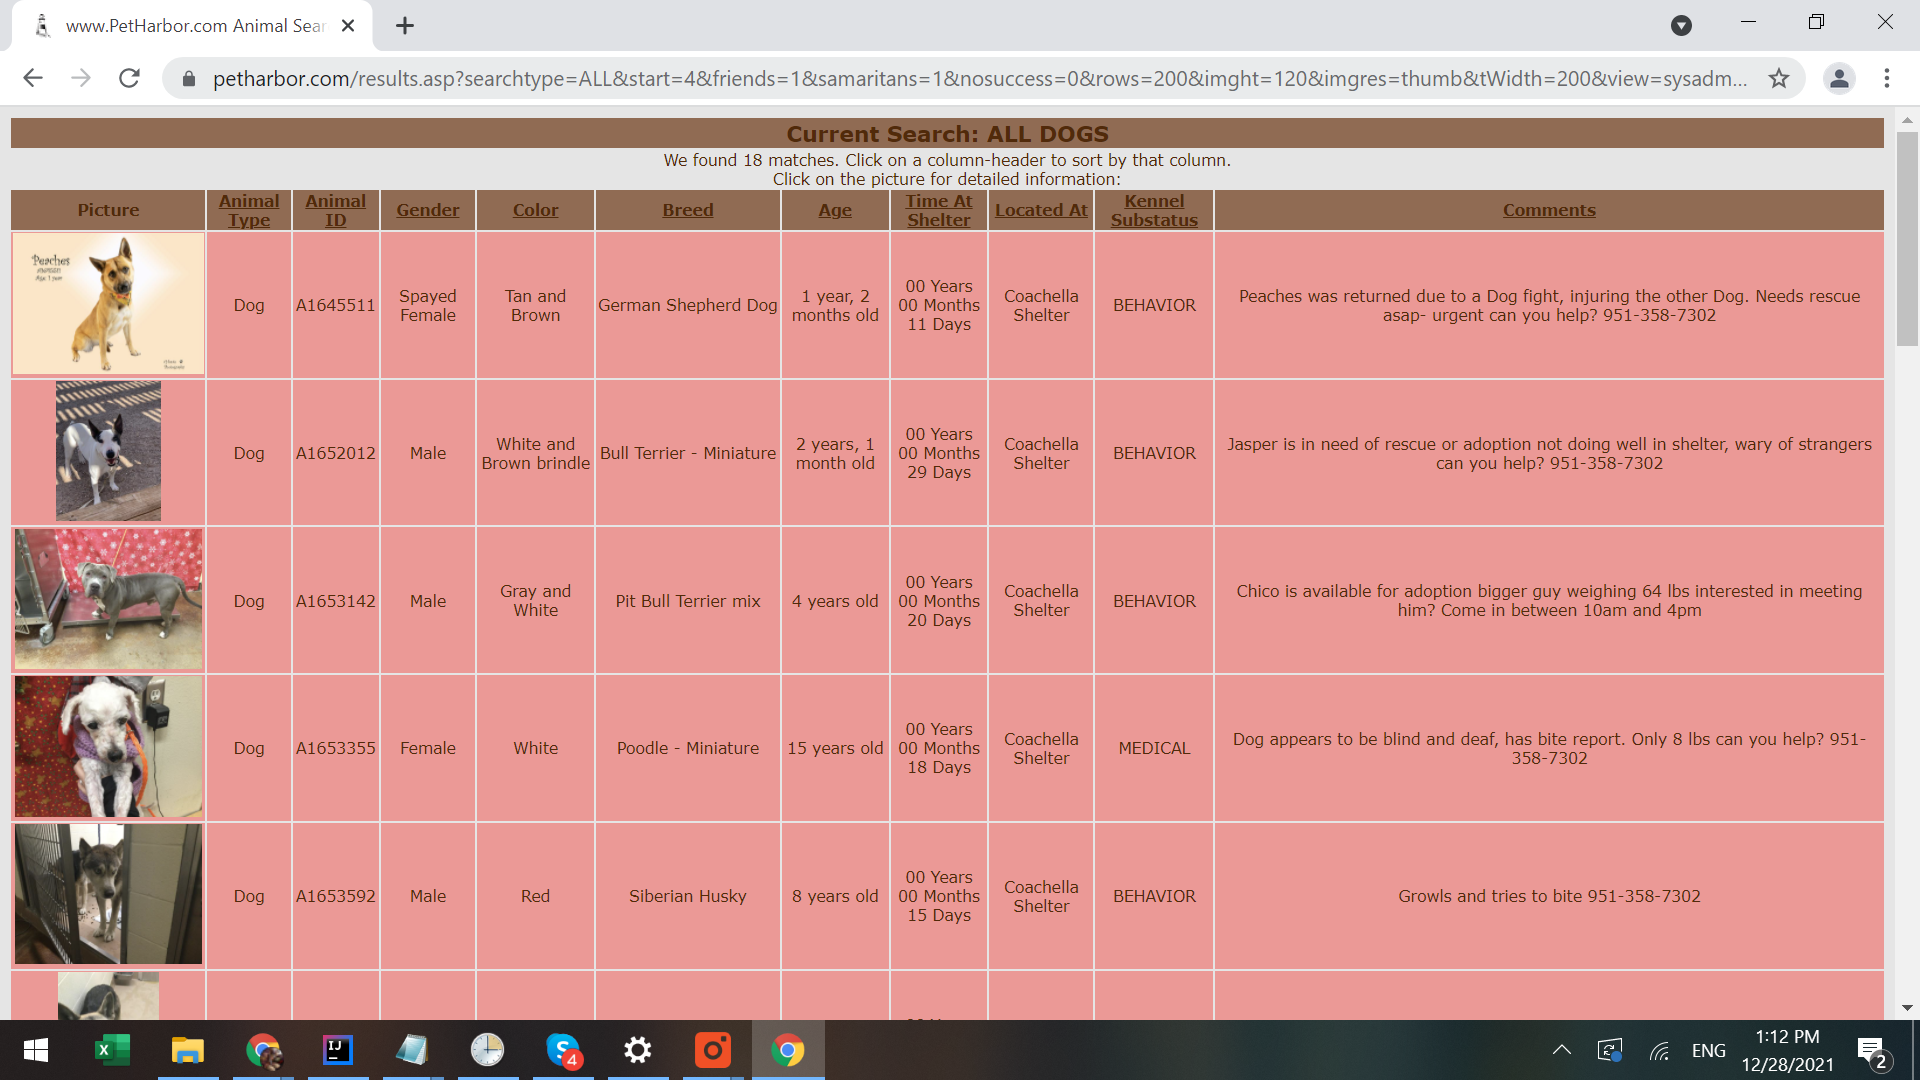 www.PetHarbor.com Animal Sear
petharbor.com/results.asp?searchtype=ALL&start=4&friends=1&samaritans=1&nosuccess=0&rows=200&imght=120&imgres=thumb&tWidth=200&view=sysadm...
Current Search: ALL DOGS
We found 18 matches. Click on a column-header to sort by that column.
Click on the picture for detailed information:
Picture
Animal
Type
Animal
ID
Gender
Color
Breed
Age
Time At
Shelter
Located At
Kennel
Substatus
Comments
Peaches
Dog
A1645511
Spayed
Female
Tan and
Brown
German Shepherd Dog
1 year, 2
months old
00 Years
00 Months
11 Days
Coachella
Shelter
BEHAVIOR
Peaches was returned due to a Dog fight, injuring the other Dog. Needs rescue
asap- urgent can you help? 951-358-7302
Dog
A1652012
Male
White and
Brown brindle
Bull Terrier - Miniature
2 years, 1
month old
00 Years
00 Months
29 Days
Coachella
Shelter
BEHAVIOR
Jasper is in need of rescue or adoption not doing well in shelter, wary of strangers
can you help? 951-358-7302
Dog
A1653142
Male
Gray and
White
Pit Bull Terrier mix
4 years old
00 Years
00 Months
20 Days
Coachella
Shelter
BEHAVIOR
Chico is available for adoption bigger guy weighing 64 lbs interested in meeting
him? Come in between 10am and 4pm
Dog
A1653355
Female
White
Poodle - Miniature
15 years old
00 Years
00 Months
18 Days
Coachella
Shelter
MEDICAL
Dog appears to be blind and deaf, has bite report. Only 8 lbs can you help? 951-
358-7302
Dog
A1653592
Male
Red
Siberian Husky
8 years old
00 Years
00 Months
15 Days
Coachella
Shelter
BEHAVIOR
Growls and tries to bite 951-358-7302
4
ENG
1:12 PM
12/28/2021
2